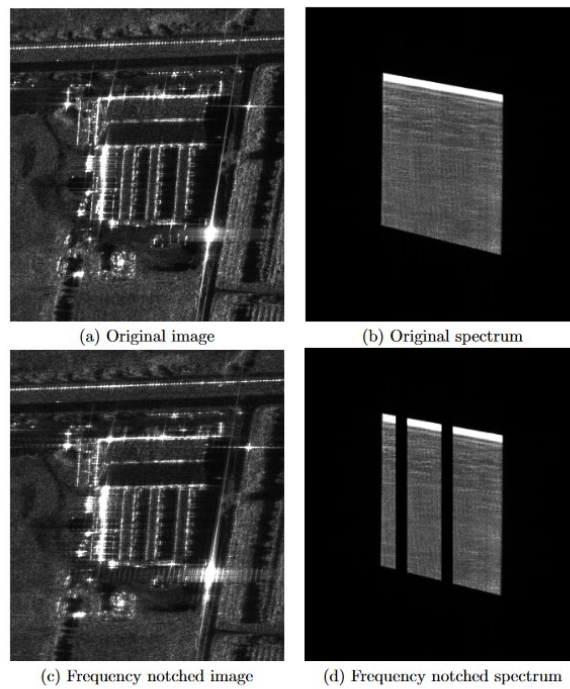 (a) Original image
(b) Original spectrum
(c) Frequency notched image
(d) Frequency notched spectrum